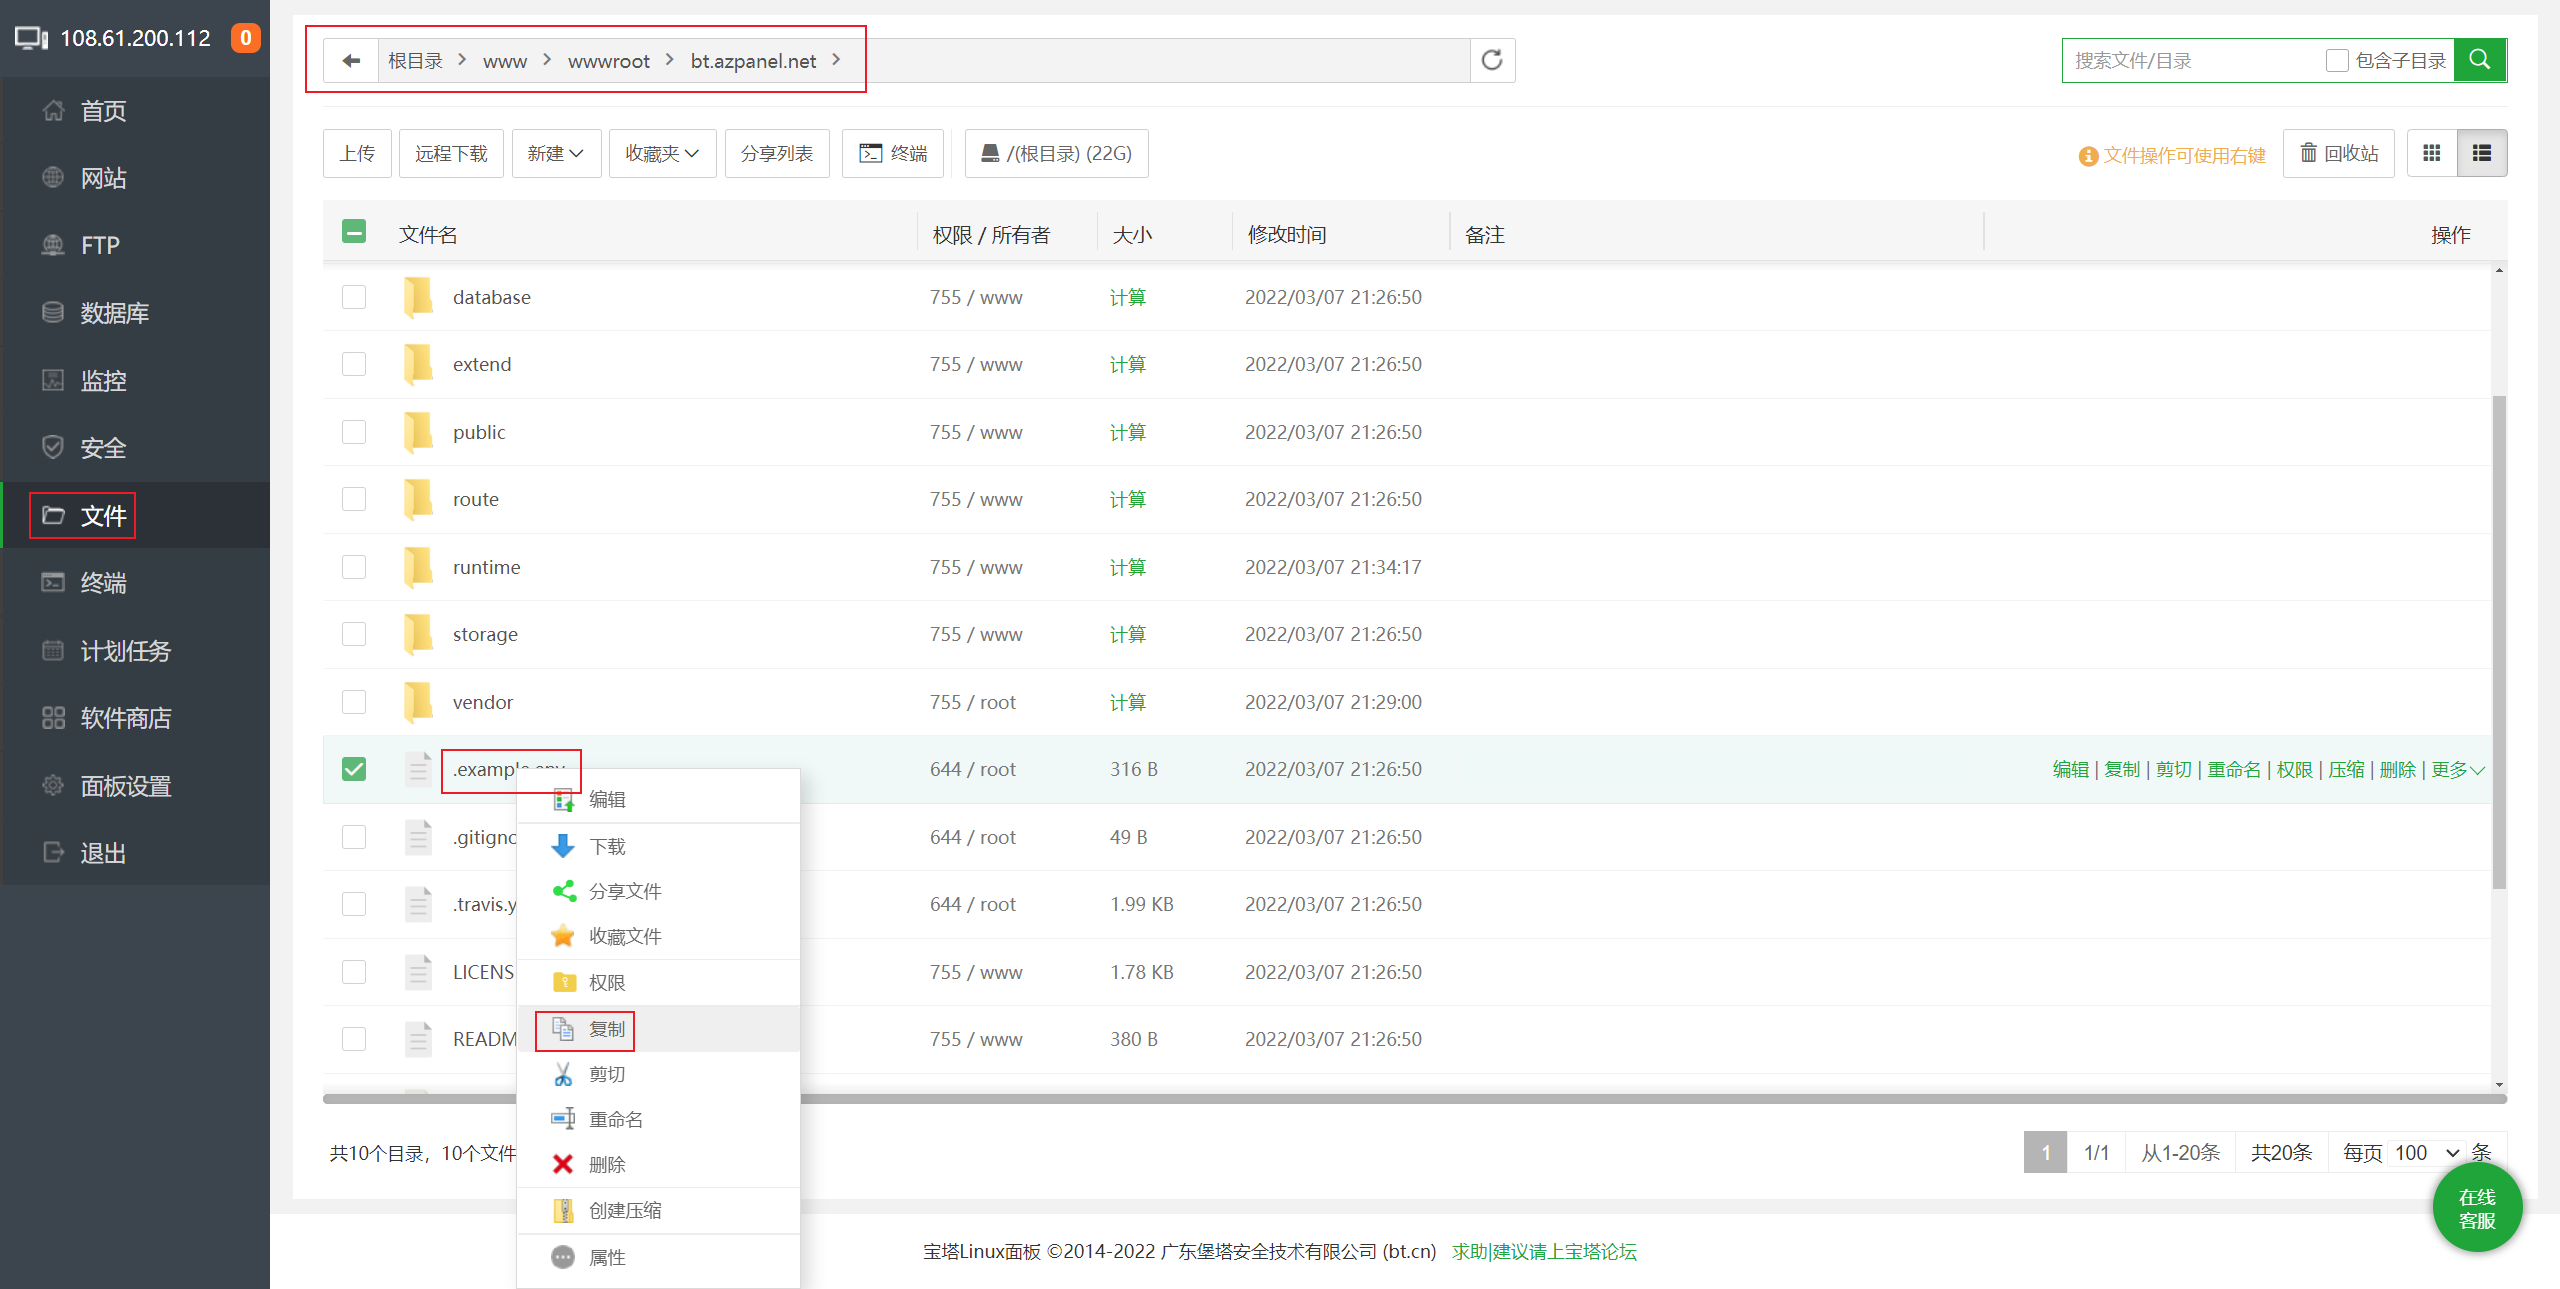 108.61.200.112 0
首页
网站
FTP
数据库
监控
安全
文件
终端
计划任务
软件商店
面板设置
退出
根目录 www wwwroot bt.azpanel.net
搜索文件/目录 包含子目录
上传 远程下载 新建 收藏夹 分享列表 终端 /(根目录) (22G)
文件操作可使用右键 回收站
文件名 权限 / 所有者 大小 修改时间 备注 操作
database 755 / www 计算 2022/03/07 21:26:50
extend 755 / www 计算 2022/03/07 21:26:50
public 755 / www 计算 2022/03/07 21:26:50
route 755 / www 计算 2022/03/07 21:26:50
runtime 755 / www 计算 2022/03/07 21:34:17
storage 755 / www 计算 2022/03/07 21:26:50
vendor 755 / root 计算 2022/03/07 21:29:00
.example.env 644 / root 316 B 2022/03/07 21:26:50 编辑 | 复制 | 剪切 | 重命名 | 权限 | 压缩 | 删除 | 更多
.gitigno 644 / root 49 B 2022/03/07 21:26:50
.travis.y 644 / root 1.99 KB 2022/03/07 21:26:50
LICENS 755 / www 1.78 KB 2022/03/07 21:26:50
READM 755 / www 380 B 2022/03/07 21:26:50
编辑
下载
分享文件
收藏文件
权限
复制
剪切
重命名
删除
创建压缩
属性
共10个目录，10个文件
1 1/1 从1-20条 共20条 每页 100 条
在线
客服
宝塔Linux面板 ©2014-2022 广东堡塔安全技术有限公司 (bt.cn) 求助|建议请上宝塔论坛